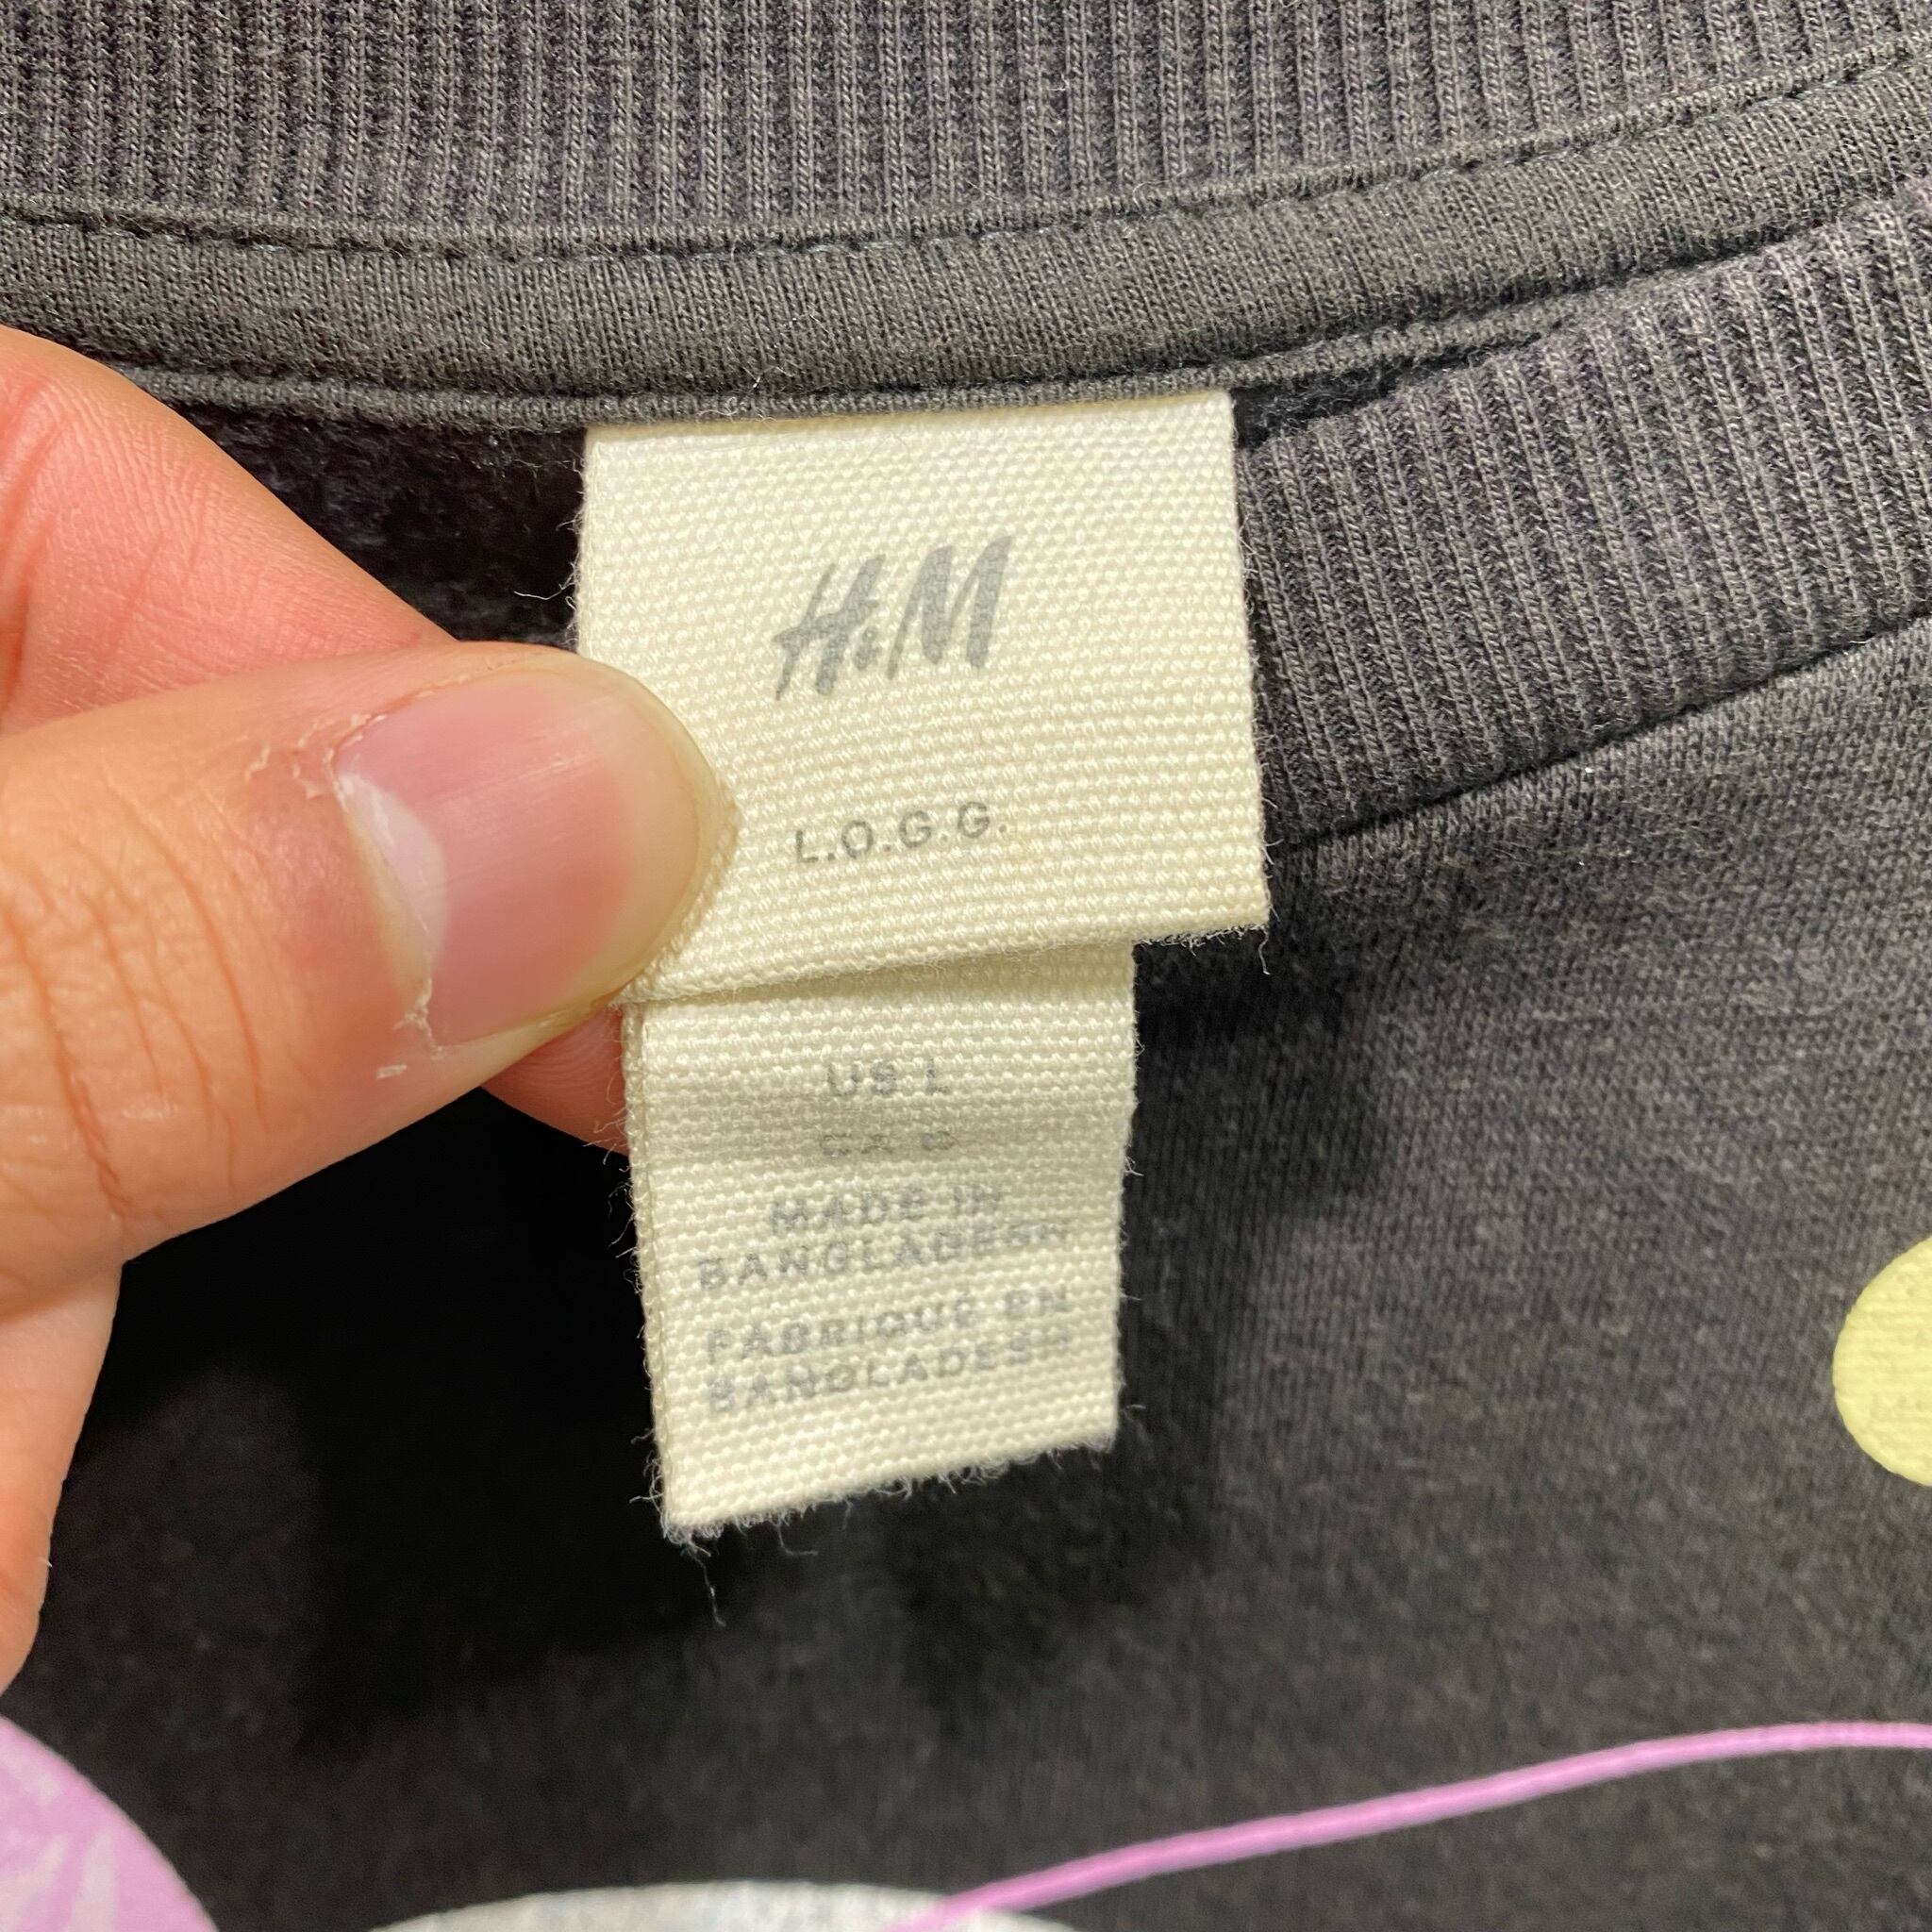 H&M
L.O.G.G.
US L
MADE IN
BANGLADESH
FABRIQUÉ EN
BANGLADESH